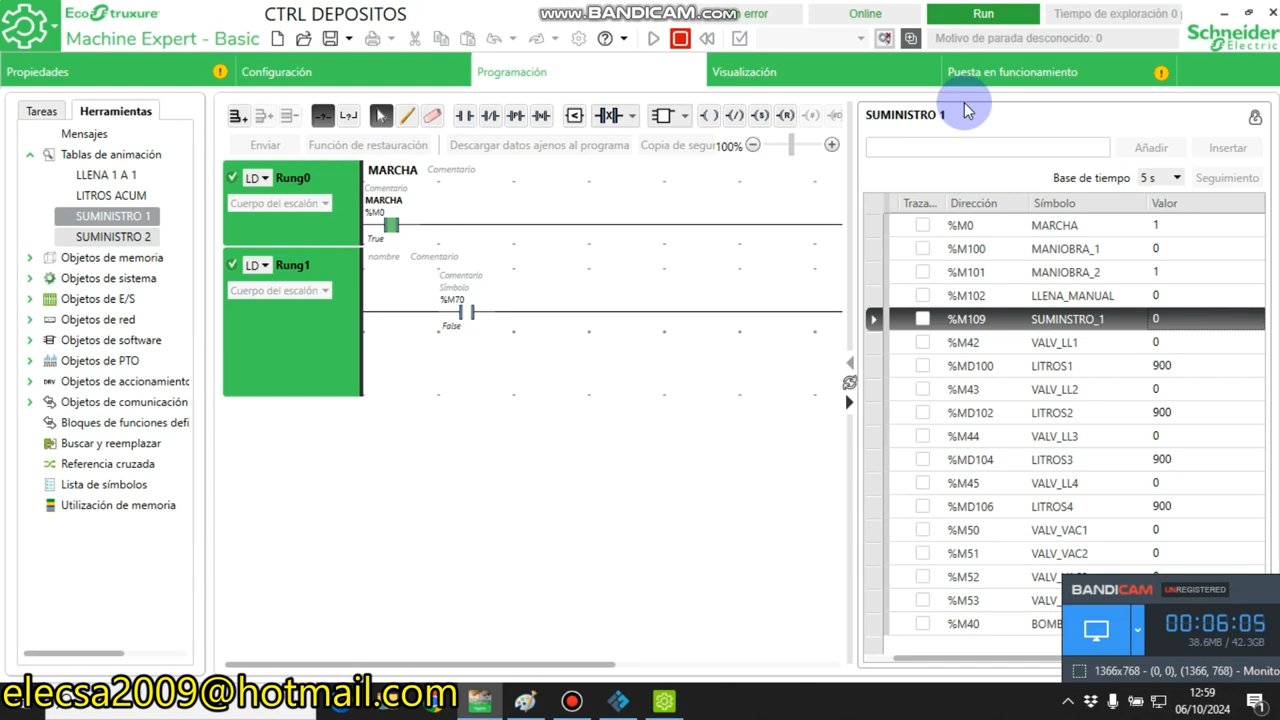 EcoStruxure
Machine Expert - Basic
CTRL DEPOSITOS
www.BANDICAM.com
error
Online
Run
Tiempo de exploración 0
Motivo de parada desconocido: 0
Schneider
Electric
Propiedades
Configuración
Programación
Visualización
Puesta en funcionamiento
Tareas
Herramientas
Mensajes
Tablas de animación
LLENA 1 A 1
LITROS ACUM
SUMINISTRO 1
SUMINISTRO 2
Objetos de memoria
Objetos de sistema
Objetos de E/S
Objetos de red
Objetos de software
Objetos de PTO
Objetos de accionamiento
Objetos de comunicación
Bloques de funciones defi
Buscar y reemplazar
Referencia cruzada
Lista de símbolos
Utilización de memoria
Enviar
Función de restauración
Descargar datos ajenos al programa
Copia de segur
100%
LD Rung0
Cuerpo del escalón
MARCHA Comentario
Comentario
MARCHA
%M0
True
LD Rung1
Cuerpo del escalón
nombre Comentario
Comentario
Símbolo
%M70
False
SUMINISTRO 1
Añadir
Insertar
Base de tiempo 5 s
Seguimiento
Traza... Dirección Símbolo Valor
%M0 MARCHA 1
%M100 MANIOBRA_1 0
%M101 MANIOBRA_2 1
%M102 LLENA_MANUAL 0
%M109 SUMINSTRO_1 0
%M42 VALV_LL1 0
%MD100 LITROS1 900
%M43 VALV_LL2 0
%MD102 LITROS2 900
%M44 VALV_LL3 0
%MD104 LITROS3 900
%M45 VALV_LL4 0
%MD106 LITROS4 900
%M50 VALV_VAC1 0
%M51 VALV_VAC2 0
%M52 VALV_
%M53 VALV_
%M40 BOMB
BANDICAM UNREGISTERED
00:06:05
38.6MB / 42.3GB
1366x768 - (0, 0), (1366, 768) - Monito
elecsa2009@hotmail.com
12:59
06/10/2024